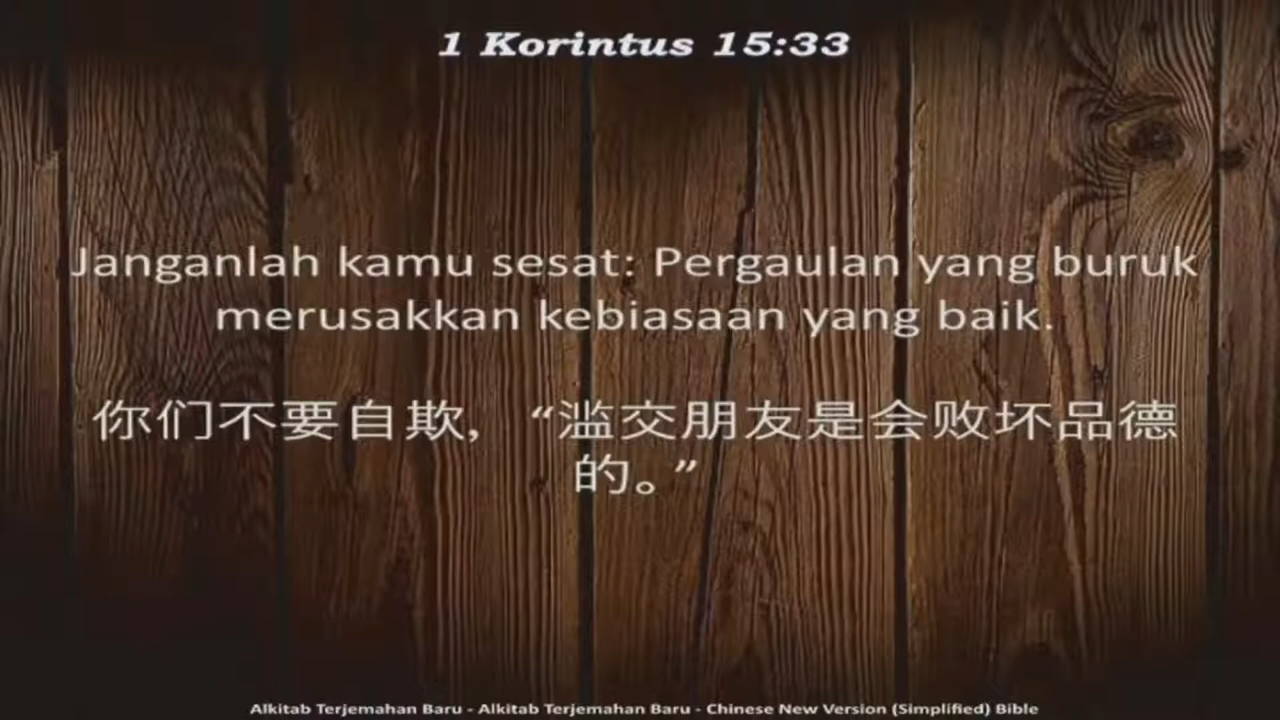 1 Korintus 15:33
Janganlah kamu sesat: Pergaulan yang buruk
merusakkan kebiasaan yang baik.
你们不要自欺，“滥交朋友是会败坏品德
的。”
Alkitab Terjemahan Baru - Alkitab Terjemahan Baru - Chinese New Version (Simplified) Bible